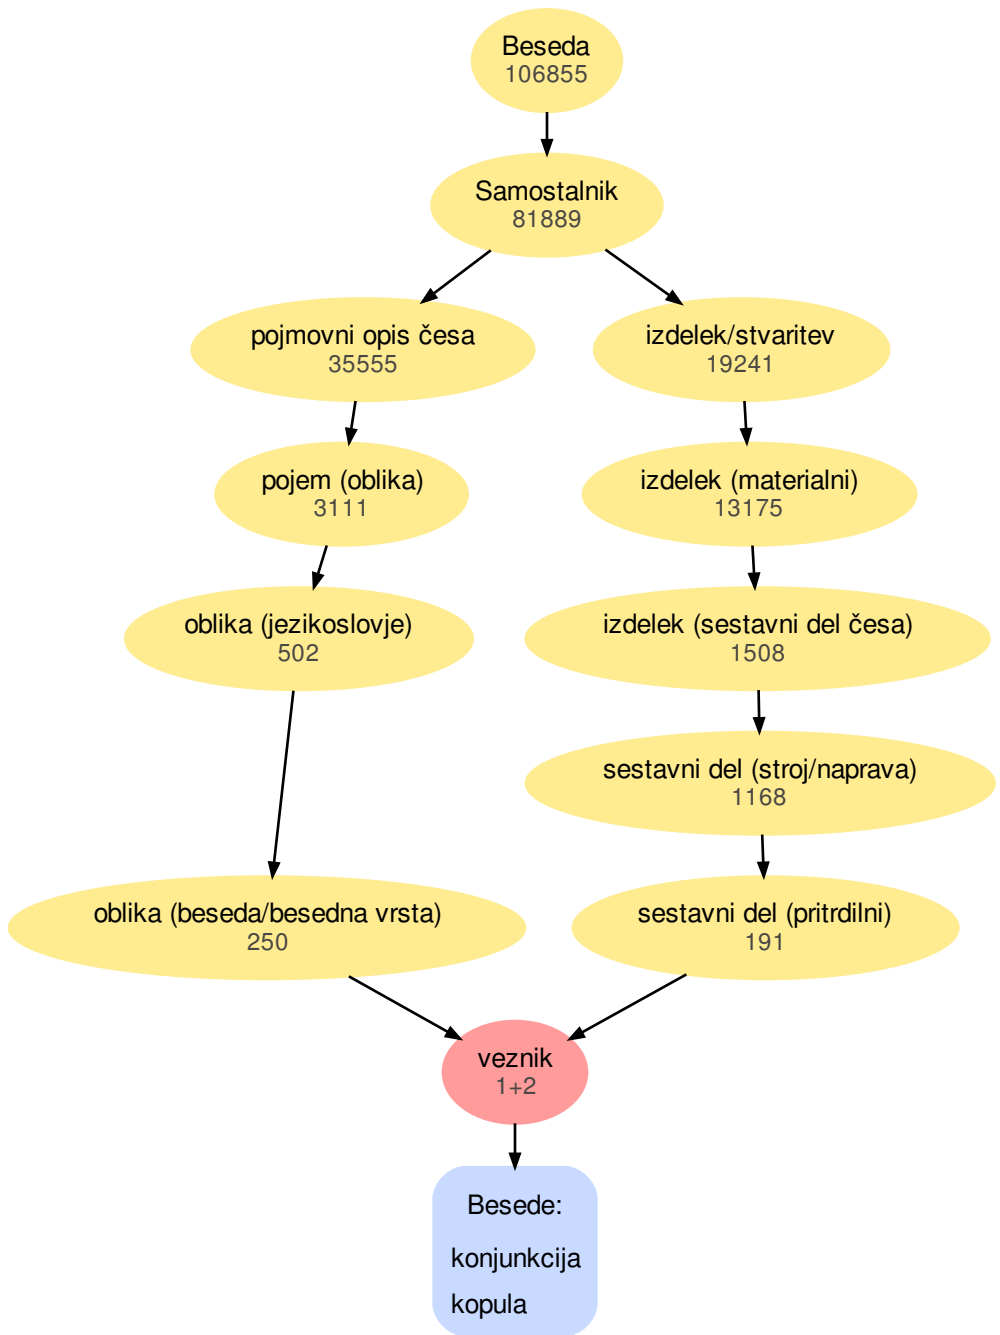 Beseda
106855
Samostalnik
81889
pojmovni opis česa
35555
izdelek/stvaritev
19241
pojem (oblika)
3111
izdelek (materialni)
13175
oblika (jezikoslovje)
502
izdelek (sestavni del česa)
1508
sestavni del (stroj/naprava)
1168
oblika (beseda/besedna vrsta)
250
sestavni del (pritrdilni)
191
veznik
1+2
Besede:
konjunkcija
kopula